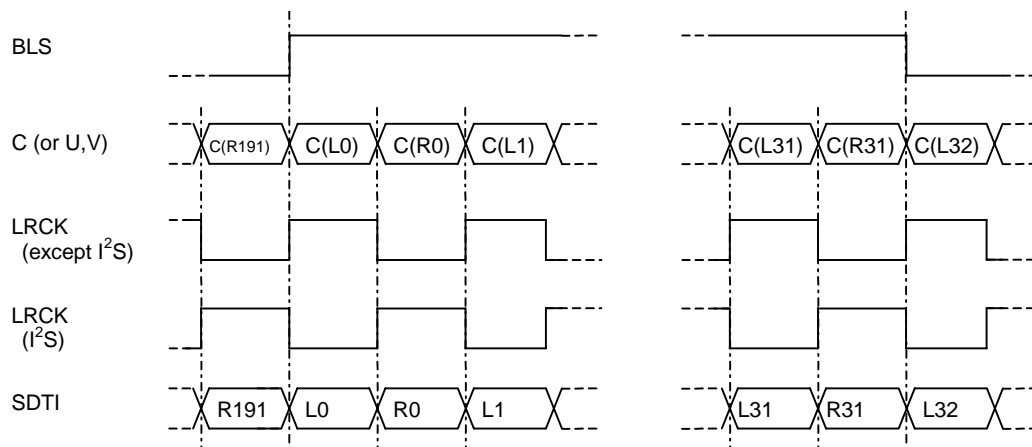 BLS
C (or U,V)
C(R191) C(L0) C(R0) C(L1) C(L31) C(R31) C(L32)
LRCK
(except I²S)
LRCK
(I²S)
SDTI
R191 L0 R0 L1 L31 R31 L32